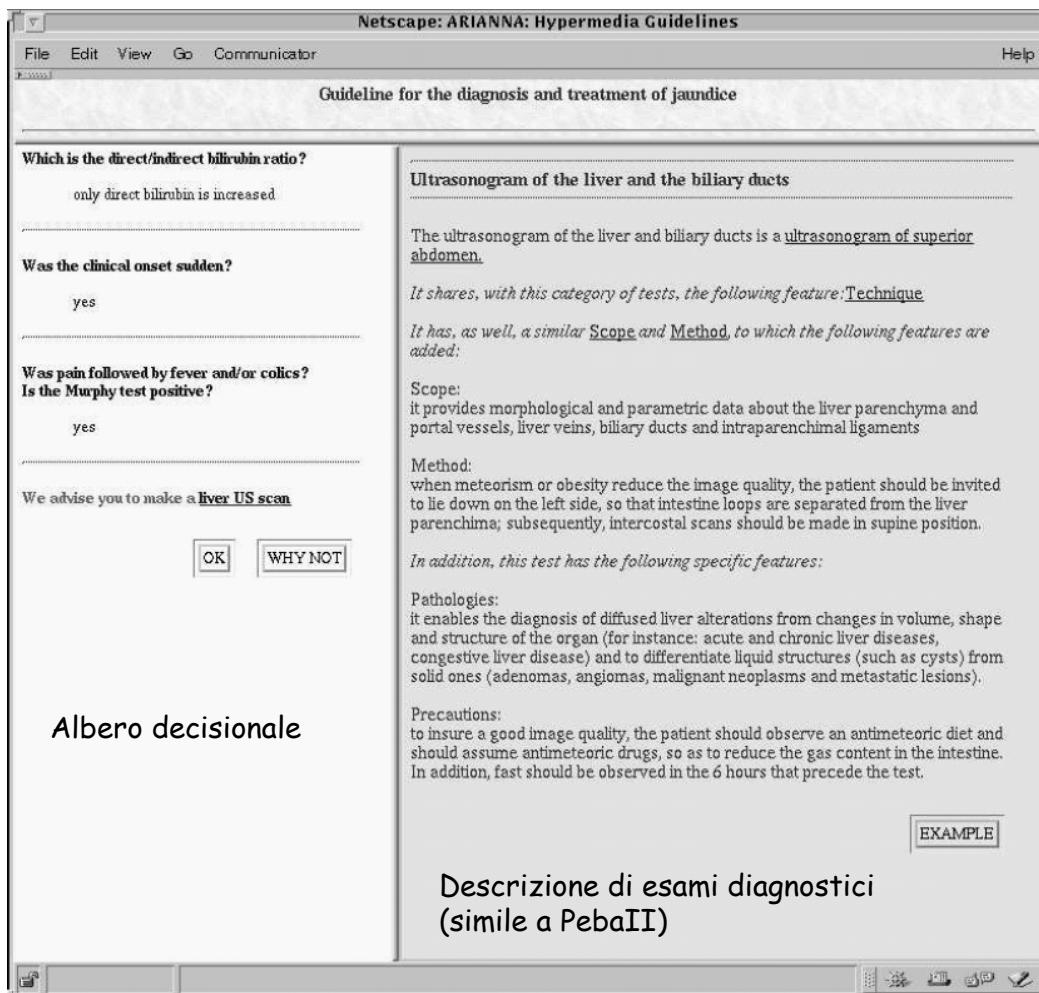 Netscape: ARIANNA: Hypermedia Guidelines
File Edit View Go Communicator Help
Guideline for the diagnosis and treatment of jaundice
Which is the direct/indirect bilirubin ratio?
only direct bilirubin is increased
Was the clinical onset sudden?
yes
Was pain followed by fever and/or colics?
Is the Murphy test positive?
yes
We advise you to make a liver US scan
OK WHY NOT
Albero decisionale
Ultrasonogram of the liver and the biliary ducts
The ultrasonogram of the liver and biliary ducts is a ultrasonogram of superior
abdomen.
It shares, with this category of tests, the following feature:Technique
It has, as well, a similar Scope and Method, to which the following features are
added:
Scope:
it provides morphological and parametric data about the liver parenchyma and
portal vessels, liver veins, biliary ducts and intraparenchimal ligaments
Method:
when meteorism or obesity reduce the image quality, the patient should be invited
to lie down on the left side, so that intestine loops are separated from the liver
parenchima; subsequently, intercostal scans should be made in supine position.
In addition, this test has the following specific features:
Pathologies:
it enables the diagnosis of diffused liver alterations from changes in volume, shape
and structure of the organ (for instance: acute and chronic liver diseases,
congestive liver disease) and to differentiate liquid structures (such as cysts) from
solid ones (adenomas, angiomas, malignant neoplasms and metastatic lesions).
Precautions:
to insure a good image quality, the patient should observe an antimeteoric diet and
should assume antimeteoric drugs, so as to reduce the gas content in the intestine.
In addition, fast should be observed in the 6 hours that precede the test.
EXAMPLE
Descrizione di esami diagnostici
(simile a PebaII)